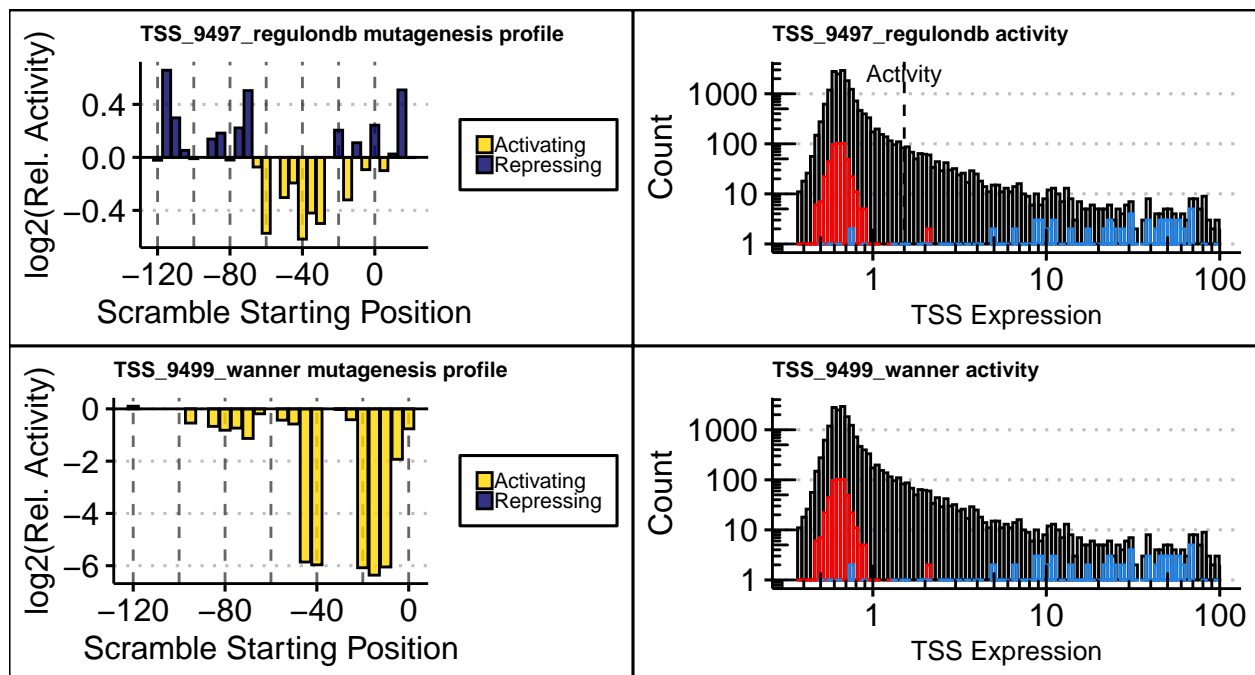 TSS_9497_regulondb mutagenesis profile
log2(Rel. Activity)
0.4
0.0
−0.4
−120
−80
−40
0
Scramble Starting Position
Activating
Repressing
TSS_9497_regulondb activity
Activity
Count
1000
100
10
1
1
10
100
TSS Expression
TSS_9499_wanner mutagenesis profile
log2(Rel. Activity)
0
−2
−4
−6
−120
−80
−40
0
Scramble Starting Position
Activating
Repressing
TSS_9499_wanner activity
Count
1000
100
10
1
1
10
100
TSS Expression